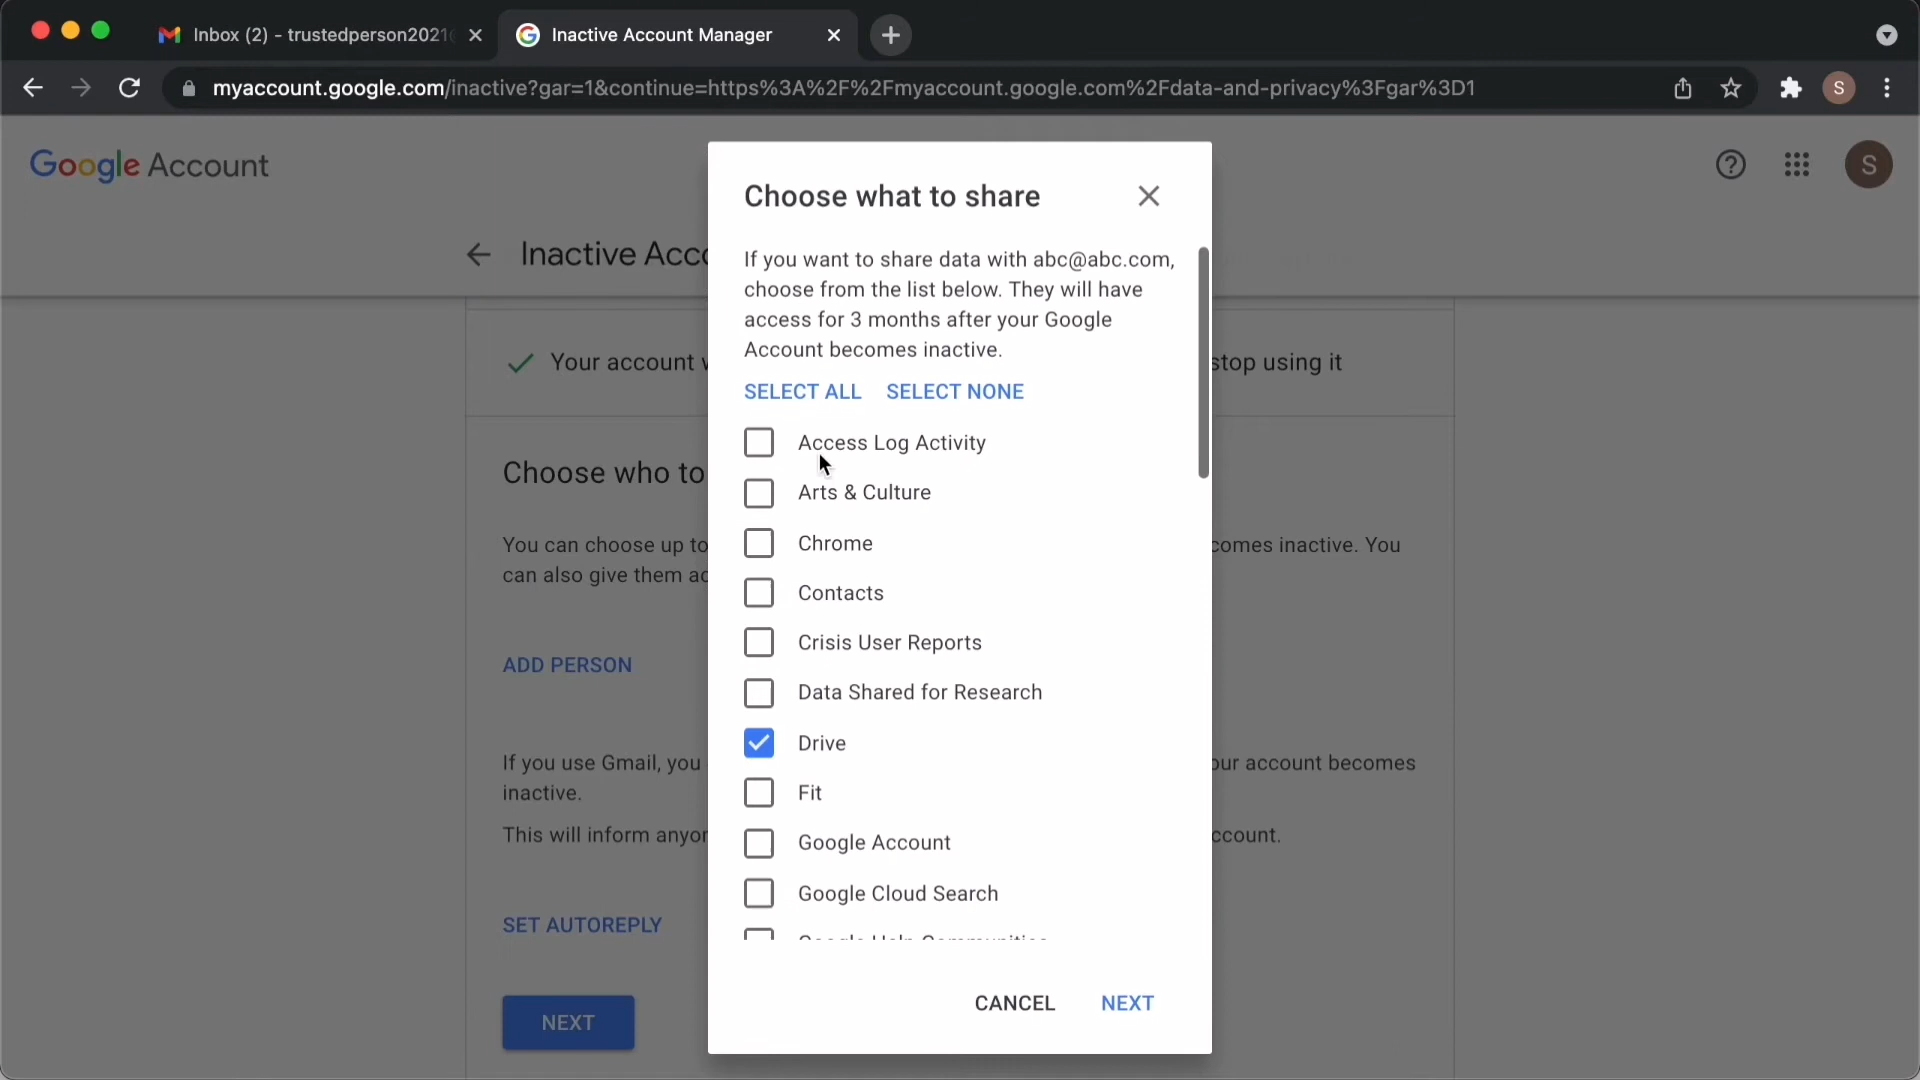 Inbox (2) - trustedperson2021
Inactive Account Manager
myaccount.google.com/inactive?gar=1&continue=https%3A%2F%2Fmyaccount.google.com%2Fdata-and-privacy%3Fgar%3D1
S
Google Account
S
Inactive Acco
Choose what to share
If you want to share data with abc@abc.com,
choose from the list below. They will have
access for 3 months after your Google
Account becomes inactive.
SELECT ALL SELECT NONE
Access Log Activity
Arts & Culture
Chrome
Contacts
Crisis User Reports
Data Shared for Research
Drive
Fit
Google Account
Google Cloud Search
CANCEL NEXT
Your account w
stop using it
Choose who to
You can choose up to
comes inactive. You
can also give them ac
ADD PERSON
If you use Gmail, you
our account becomes
inactive.
This will inform anyon
ccount.
SET AUTOREPLY
NEXT